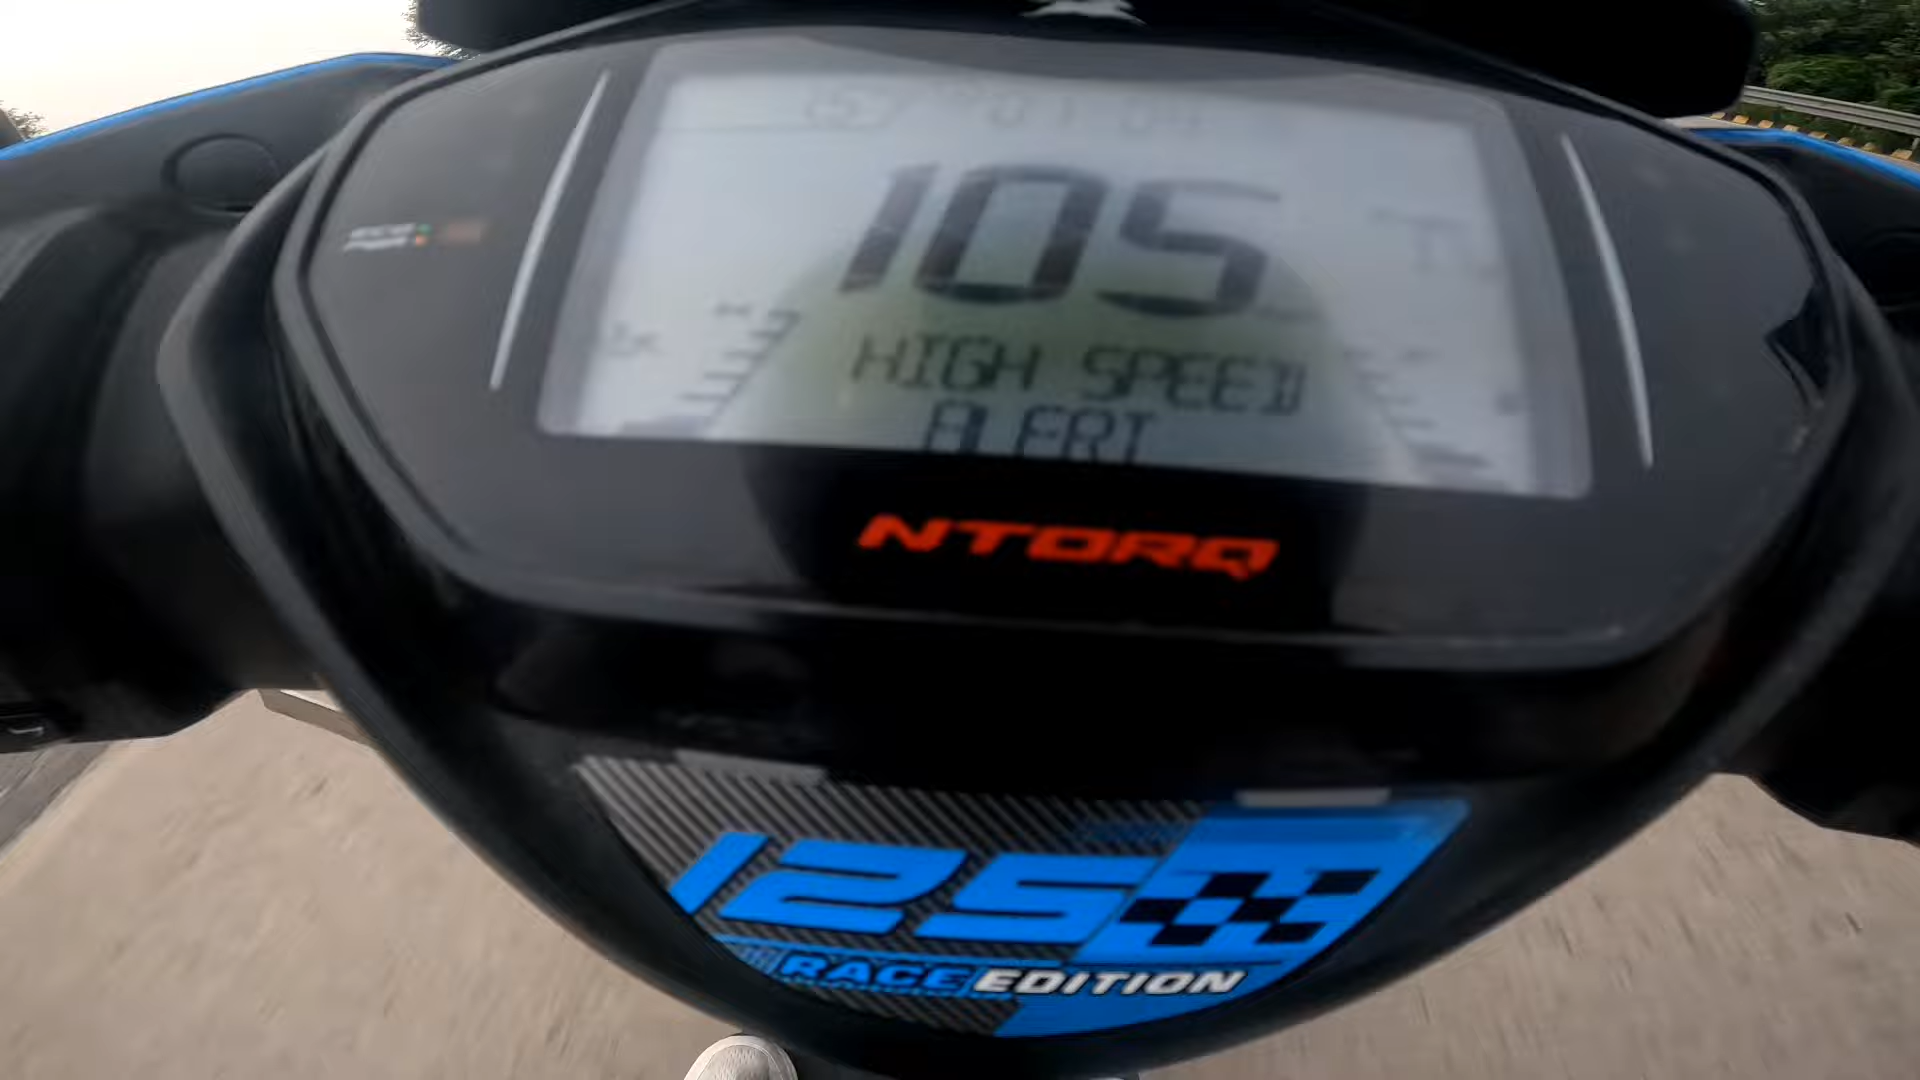 105
HIGH SPEED
ALERT
NTORQ
125
RACE EDITION